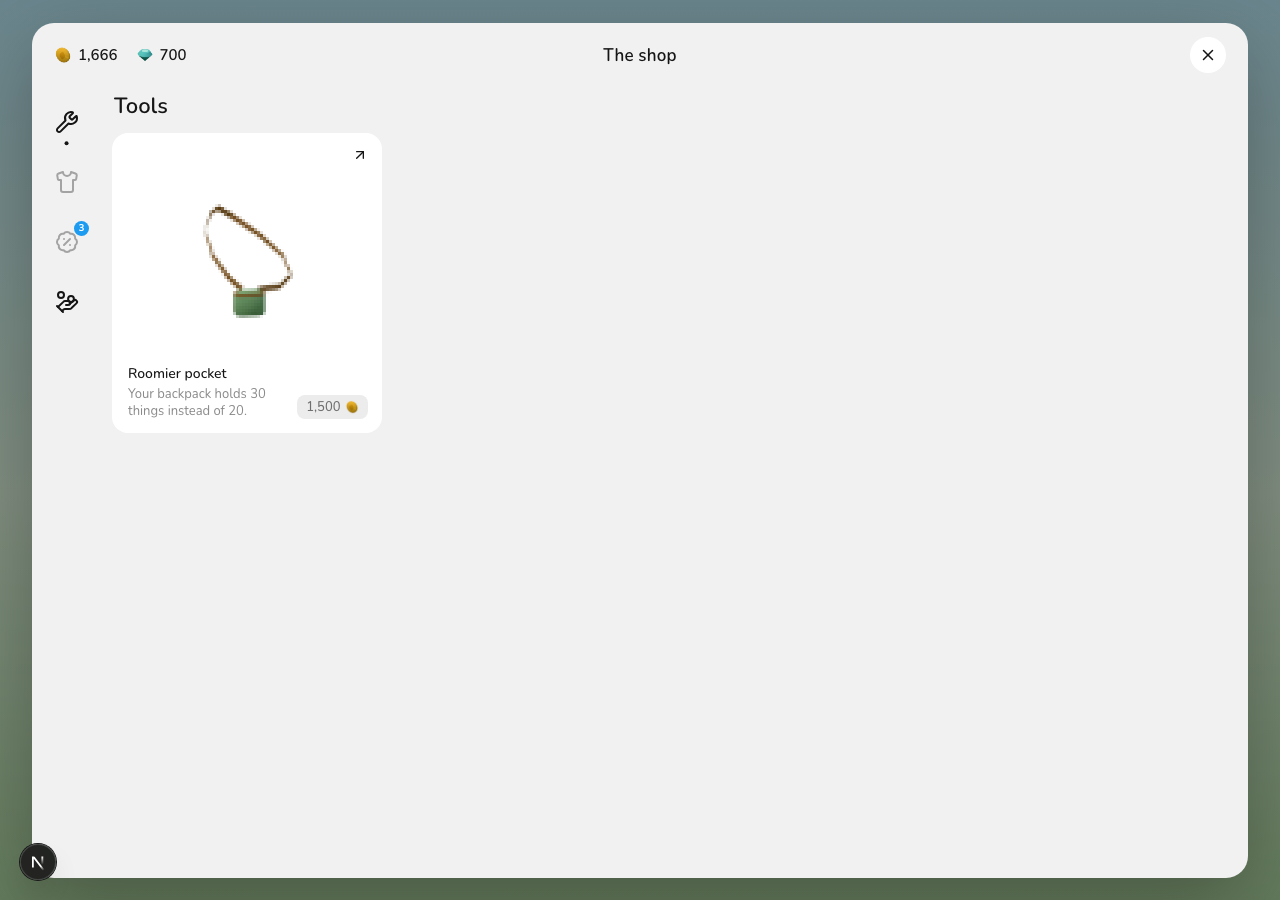 1,666
700
The shop
Tools
3
Roomier pocket
Your backpack holds 30
things instead of 20.
1,500
N